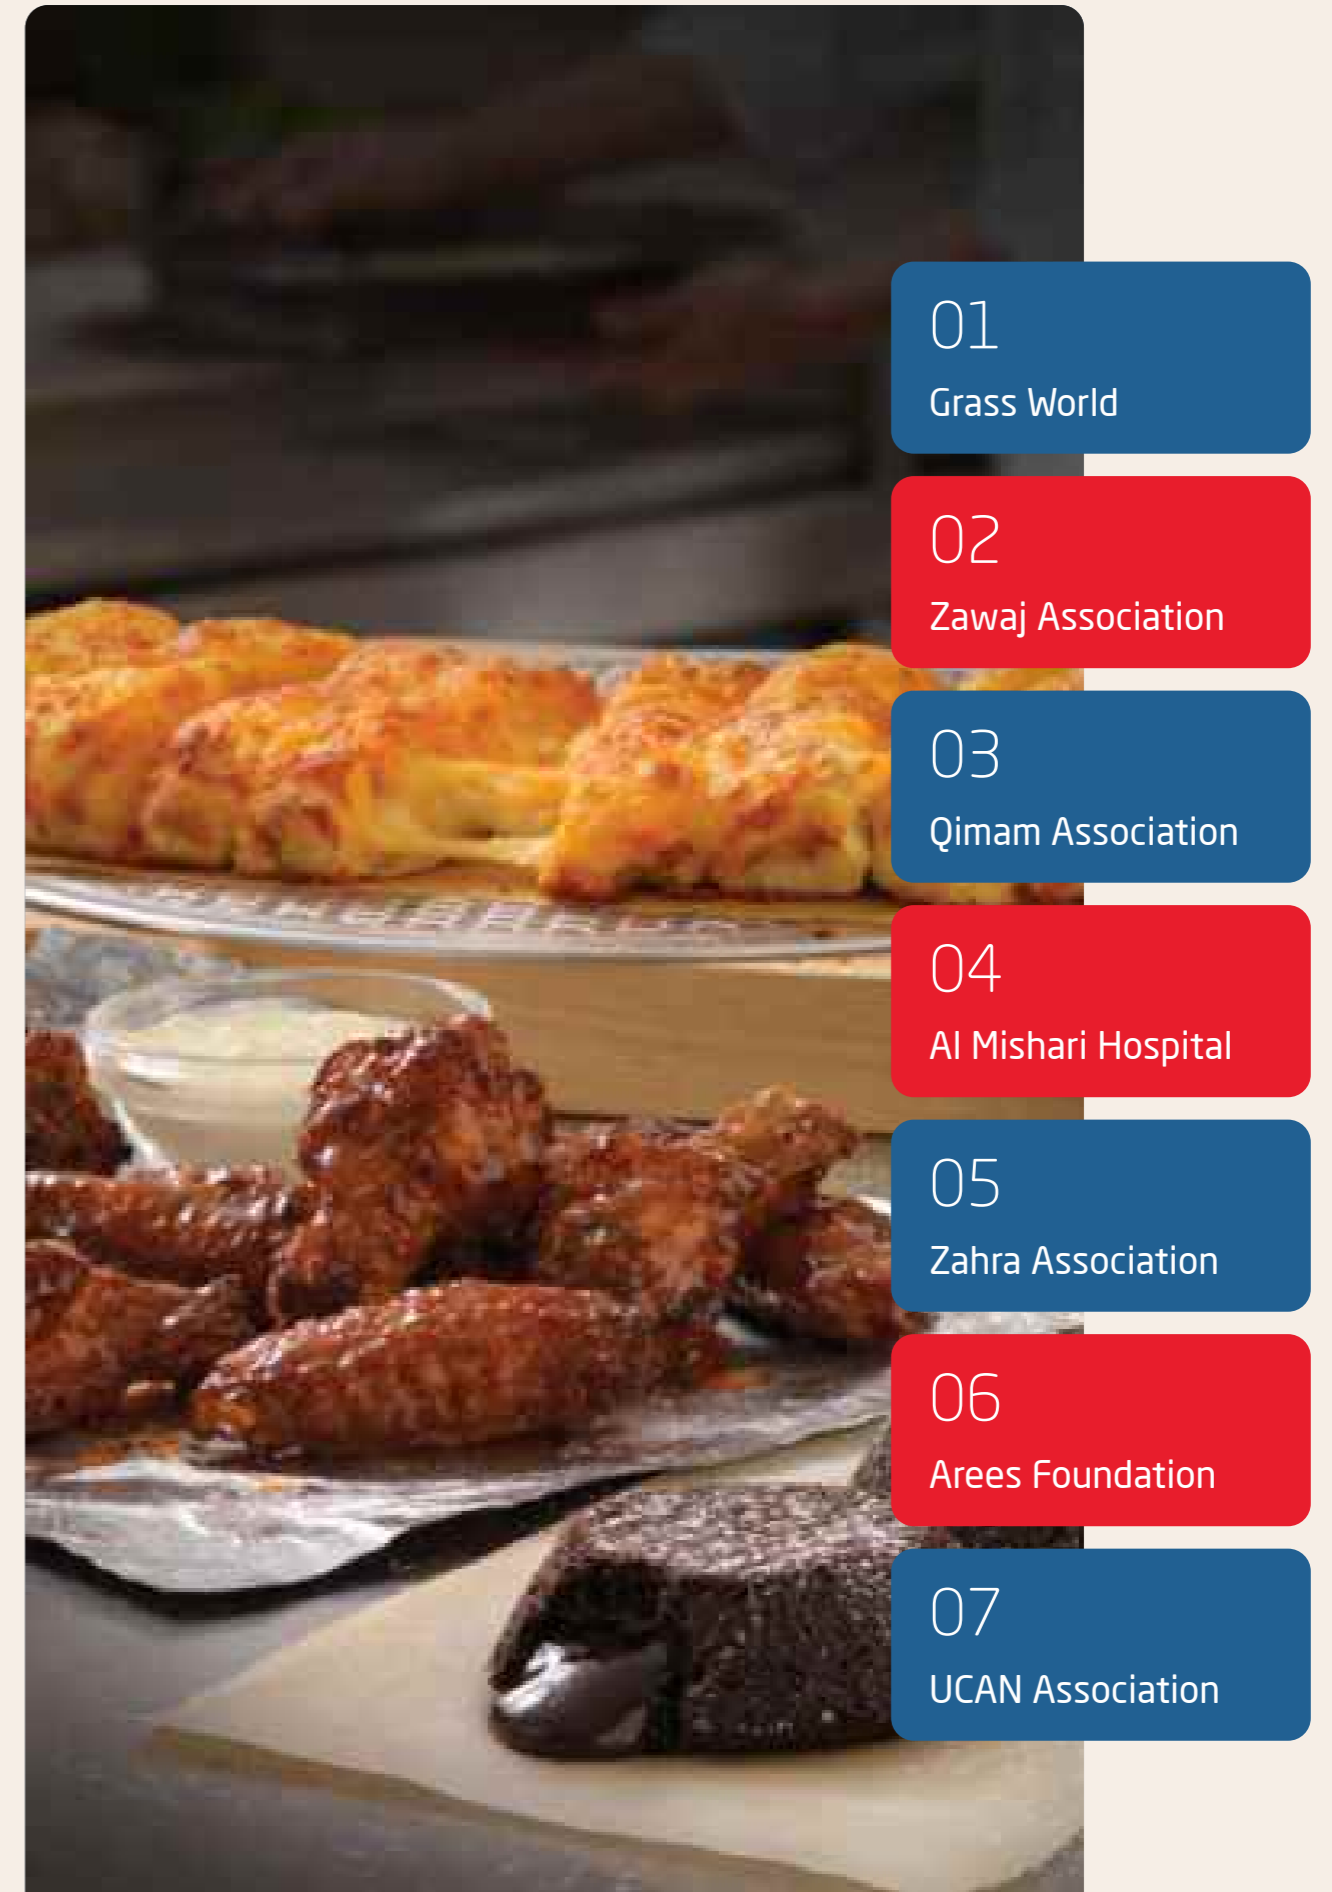 01
Grass World
02
Zawaj Association
03
Qimam Association
04
Al Mishari Hospital
05
Zahra Association
06
Arees Foundation
07
UCAN Association